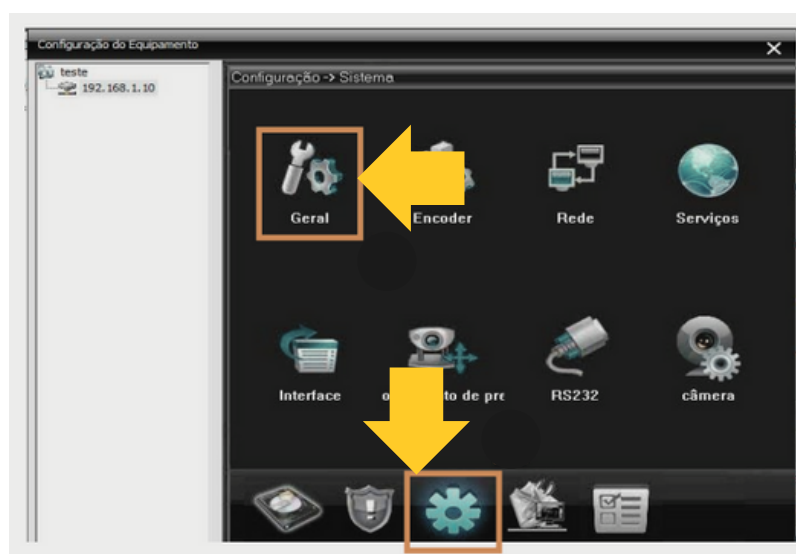 Configuração do Equipamento
teste
192.168.1.10
Configuração -> Sistema
Geral
Encoder
Rede
Serviços
Interface
to de pre
RS232
câmera